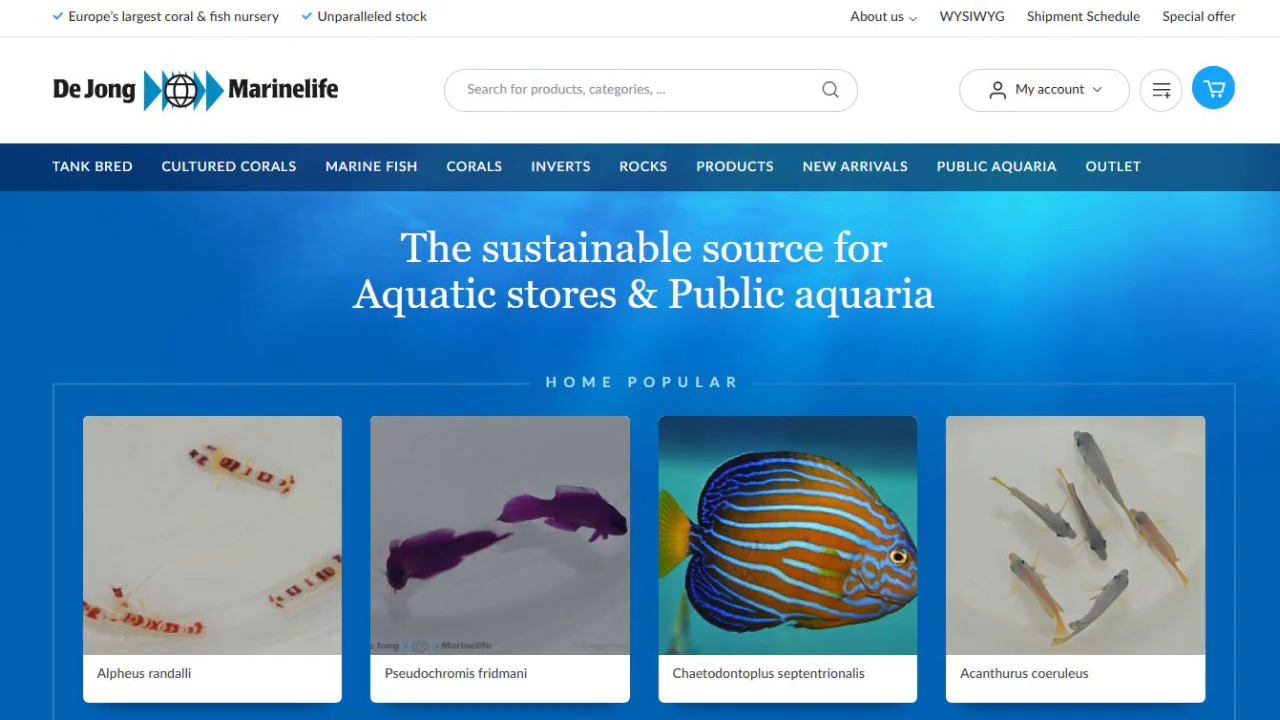 Europe's largest coral & fish nursery Unparalleled stock About us WYSIWYG Shipment Schedule Special offer
De Jong Marinelife Search for products, categories, ... My account
TANK BRED CULTURED CORALS MARINE FISH CORALS INVERTS ROCKS PRODUCTS NEW ARRIVALS PUBLIC AQUARIA OUTLET
The sustainable source for
Aquatic stores & Public aquaria
HOME POPULAR
Jong Marinelife
Alpheus randalli Pseudochromis fridmani Chaetodontoplus septentrionalis Acanthurus coeruleus